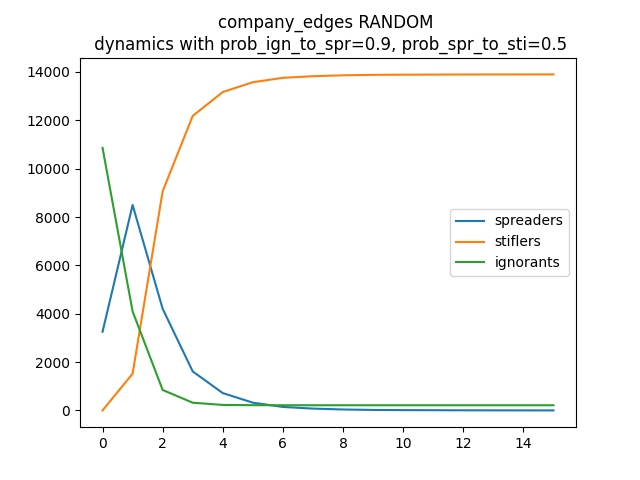 company_edges RANDOM
dynamics with prob_ign_to_spr=0.9, prob_spr_to_sti=0.5
14000
12000
10000
8000
6000
4000
2000
0
spreaders
stiflers
ignorants
0 2 4 6 8 10 12 14